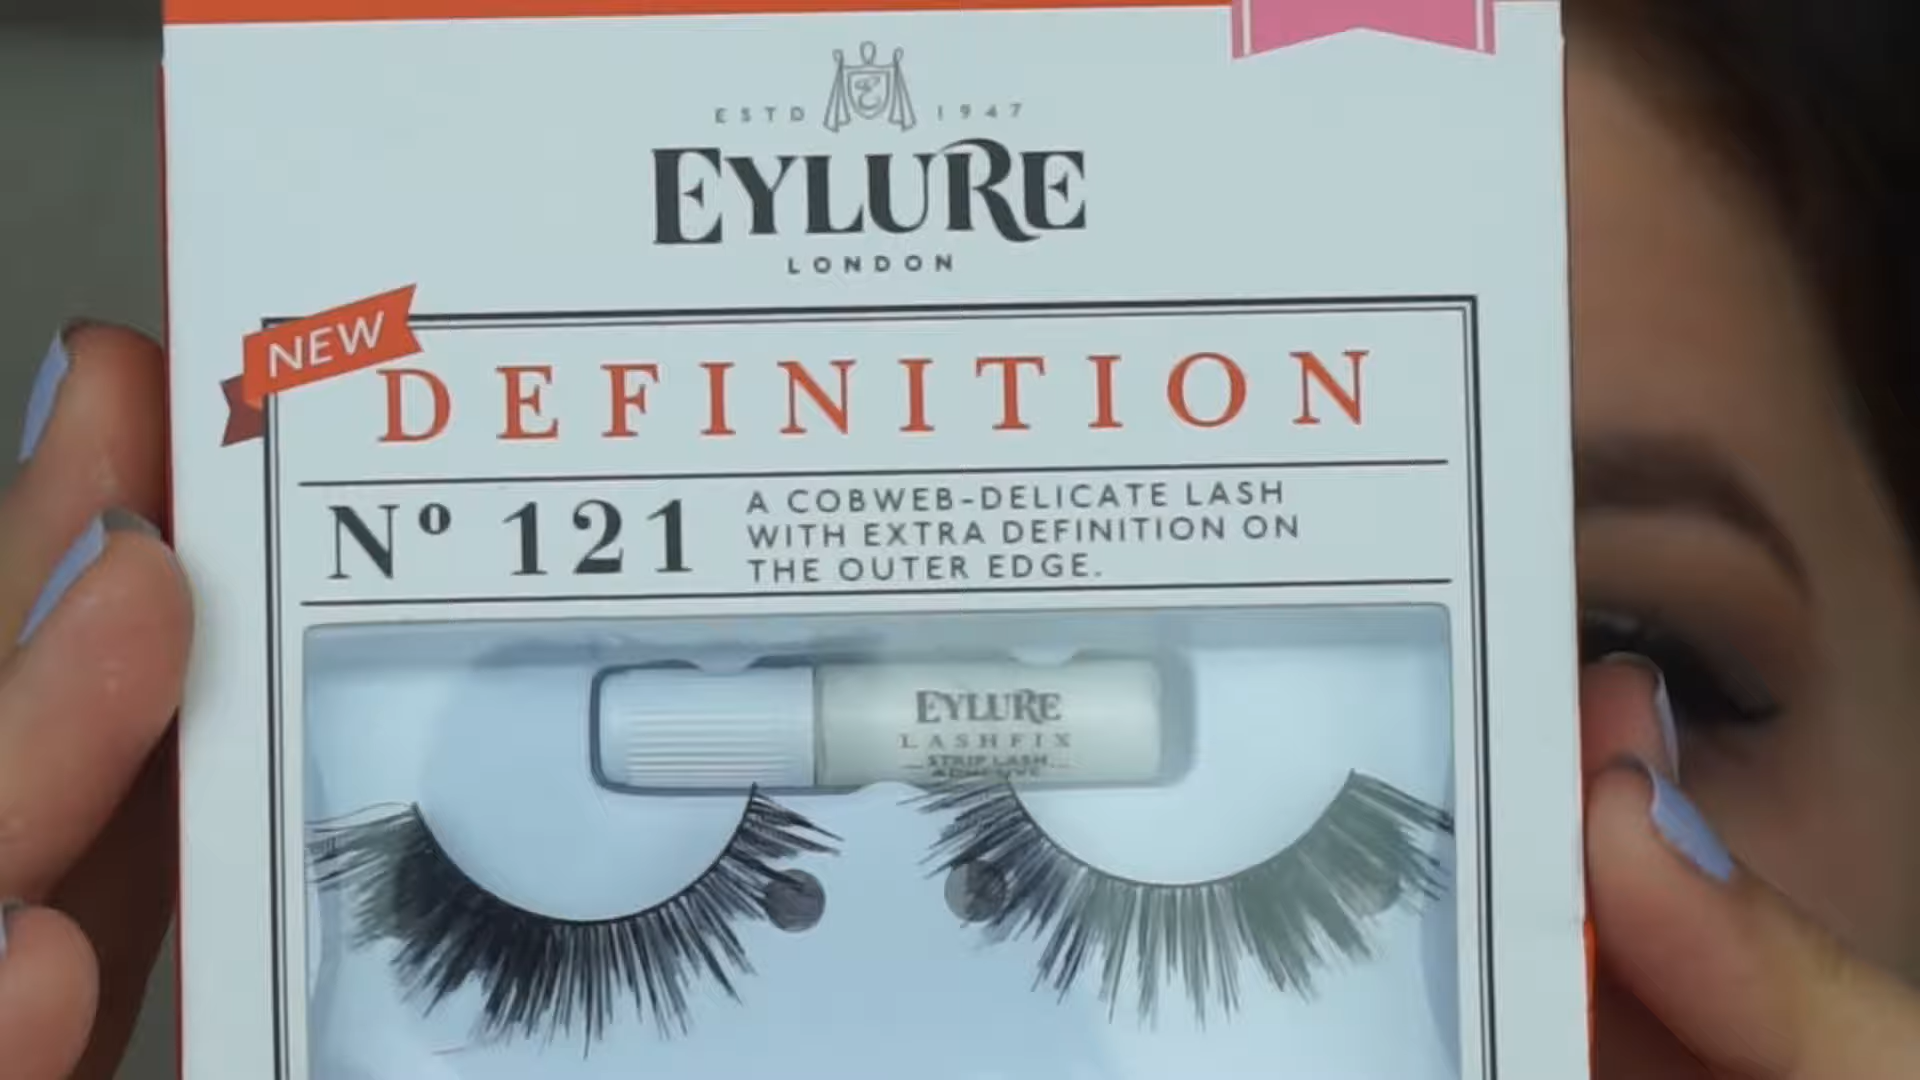 ESTD 1947
EYLURE
LONDON
NEW
DEFINITION
Nº 121
A COBWEB-DELICATE LASH
WITH EXTRA DEFINITION ON
THE OUTER EDGE.
EYLURE
LASHFIX
STRIP LASH
ADHESIVE